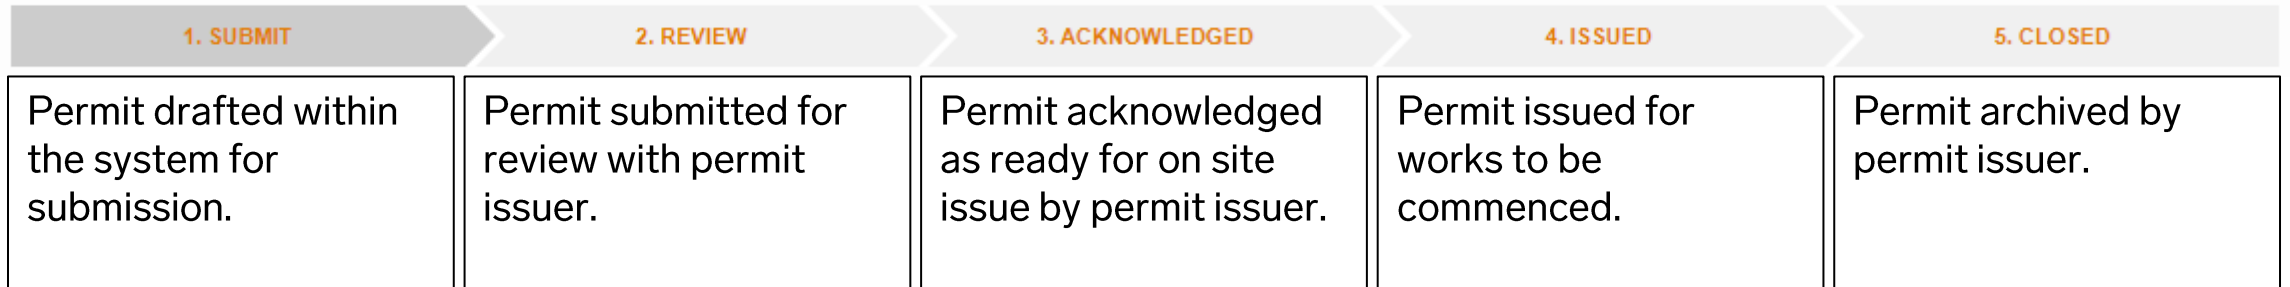 1. SUBMIT
2. REVIEW
3. ACKNOWLEDGED
4. ISSUED
5. CLOSED
Permit drafted within
the system for
submission.
Permit submitted for
review with permit
issuer.
Permit acknowledged
as ready for on site
issue by permit issuer.
Permit issued for
works to be
commenced.
Permit archived by
permit issuer.